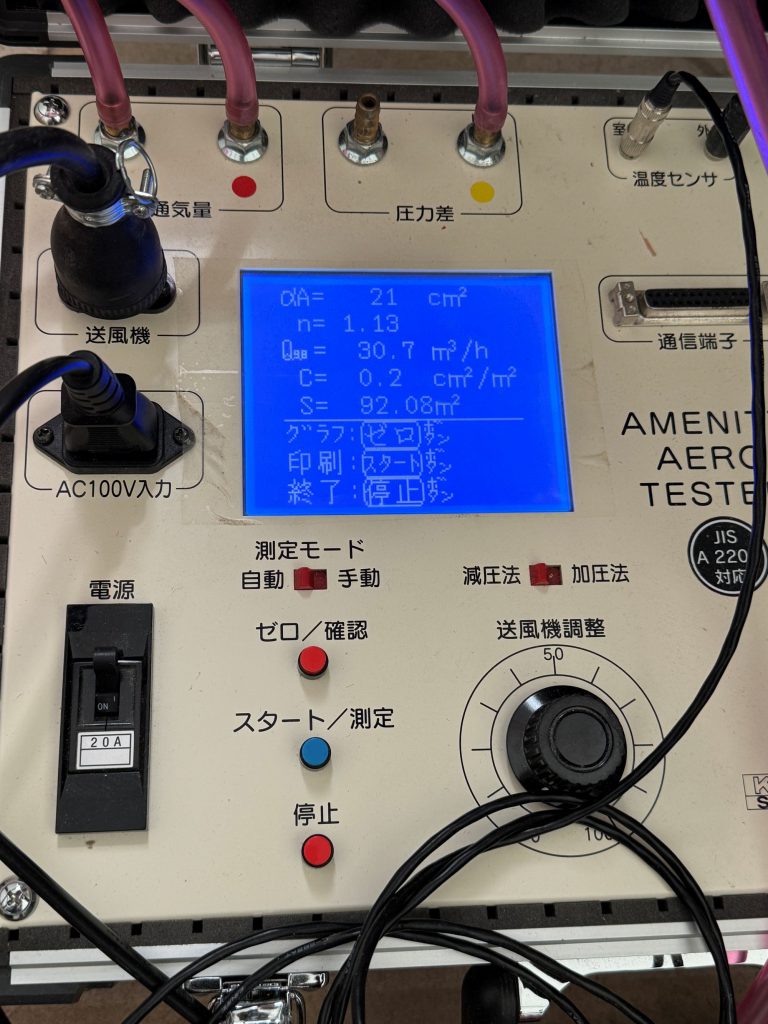 外
温度センサ
通気量
圧力差
送風機
通信端子
AC100V入力
αA= 21 cm²
n= 1.13
Q9.8= 30.7 m³/h
C= 0.2 cm²/m²
S= 92.08m²
グラフ:ゼロボタン
印刷:スタートボタン
終了:停止ボタン
AMENIT
AERO
TESTE
JIS
A 220
対応
測定モード
自動 手動
減圧法 加圧法
電源
ON
20A
ゼロ/確認
スタート/測定
停止
送風機調整
50
0
100